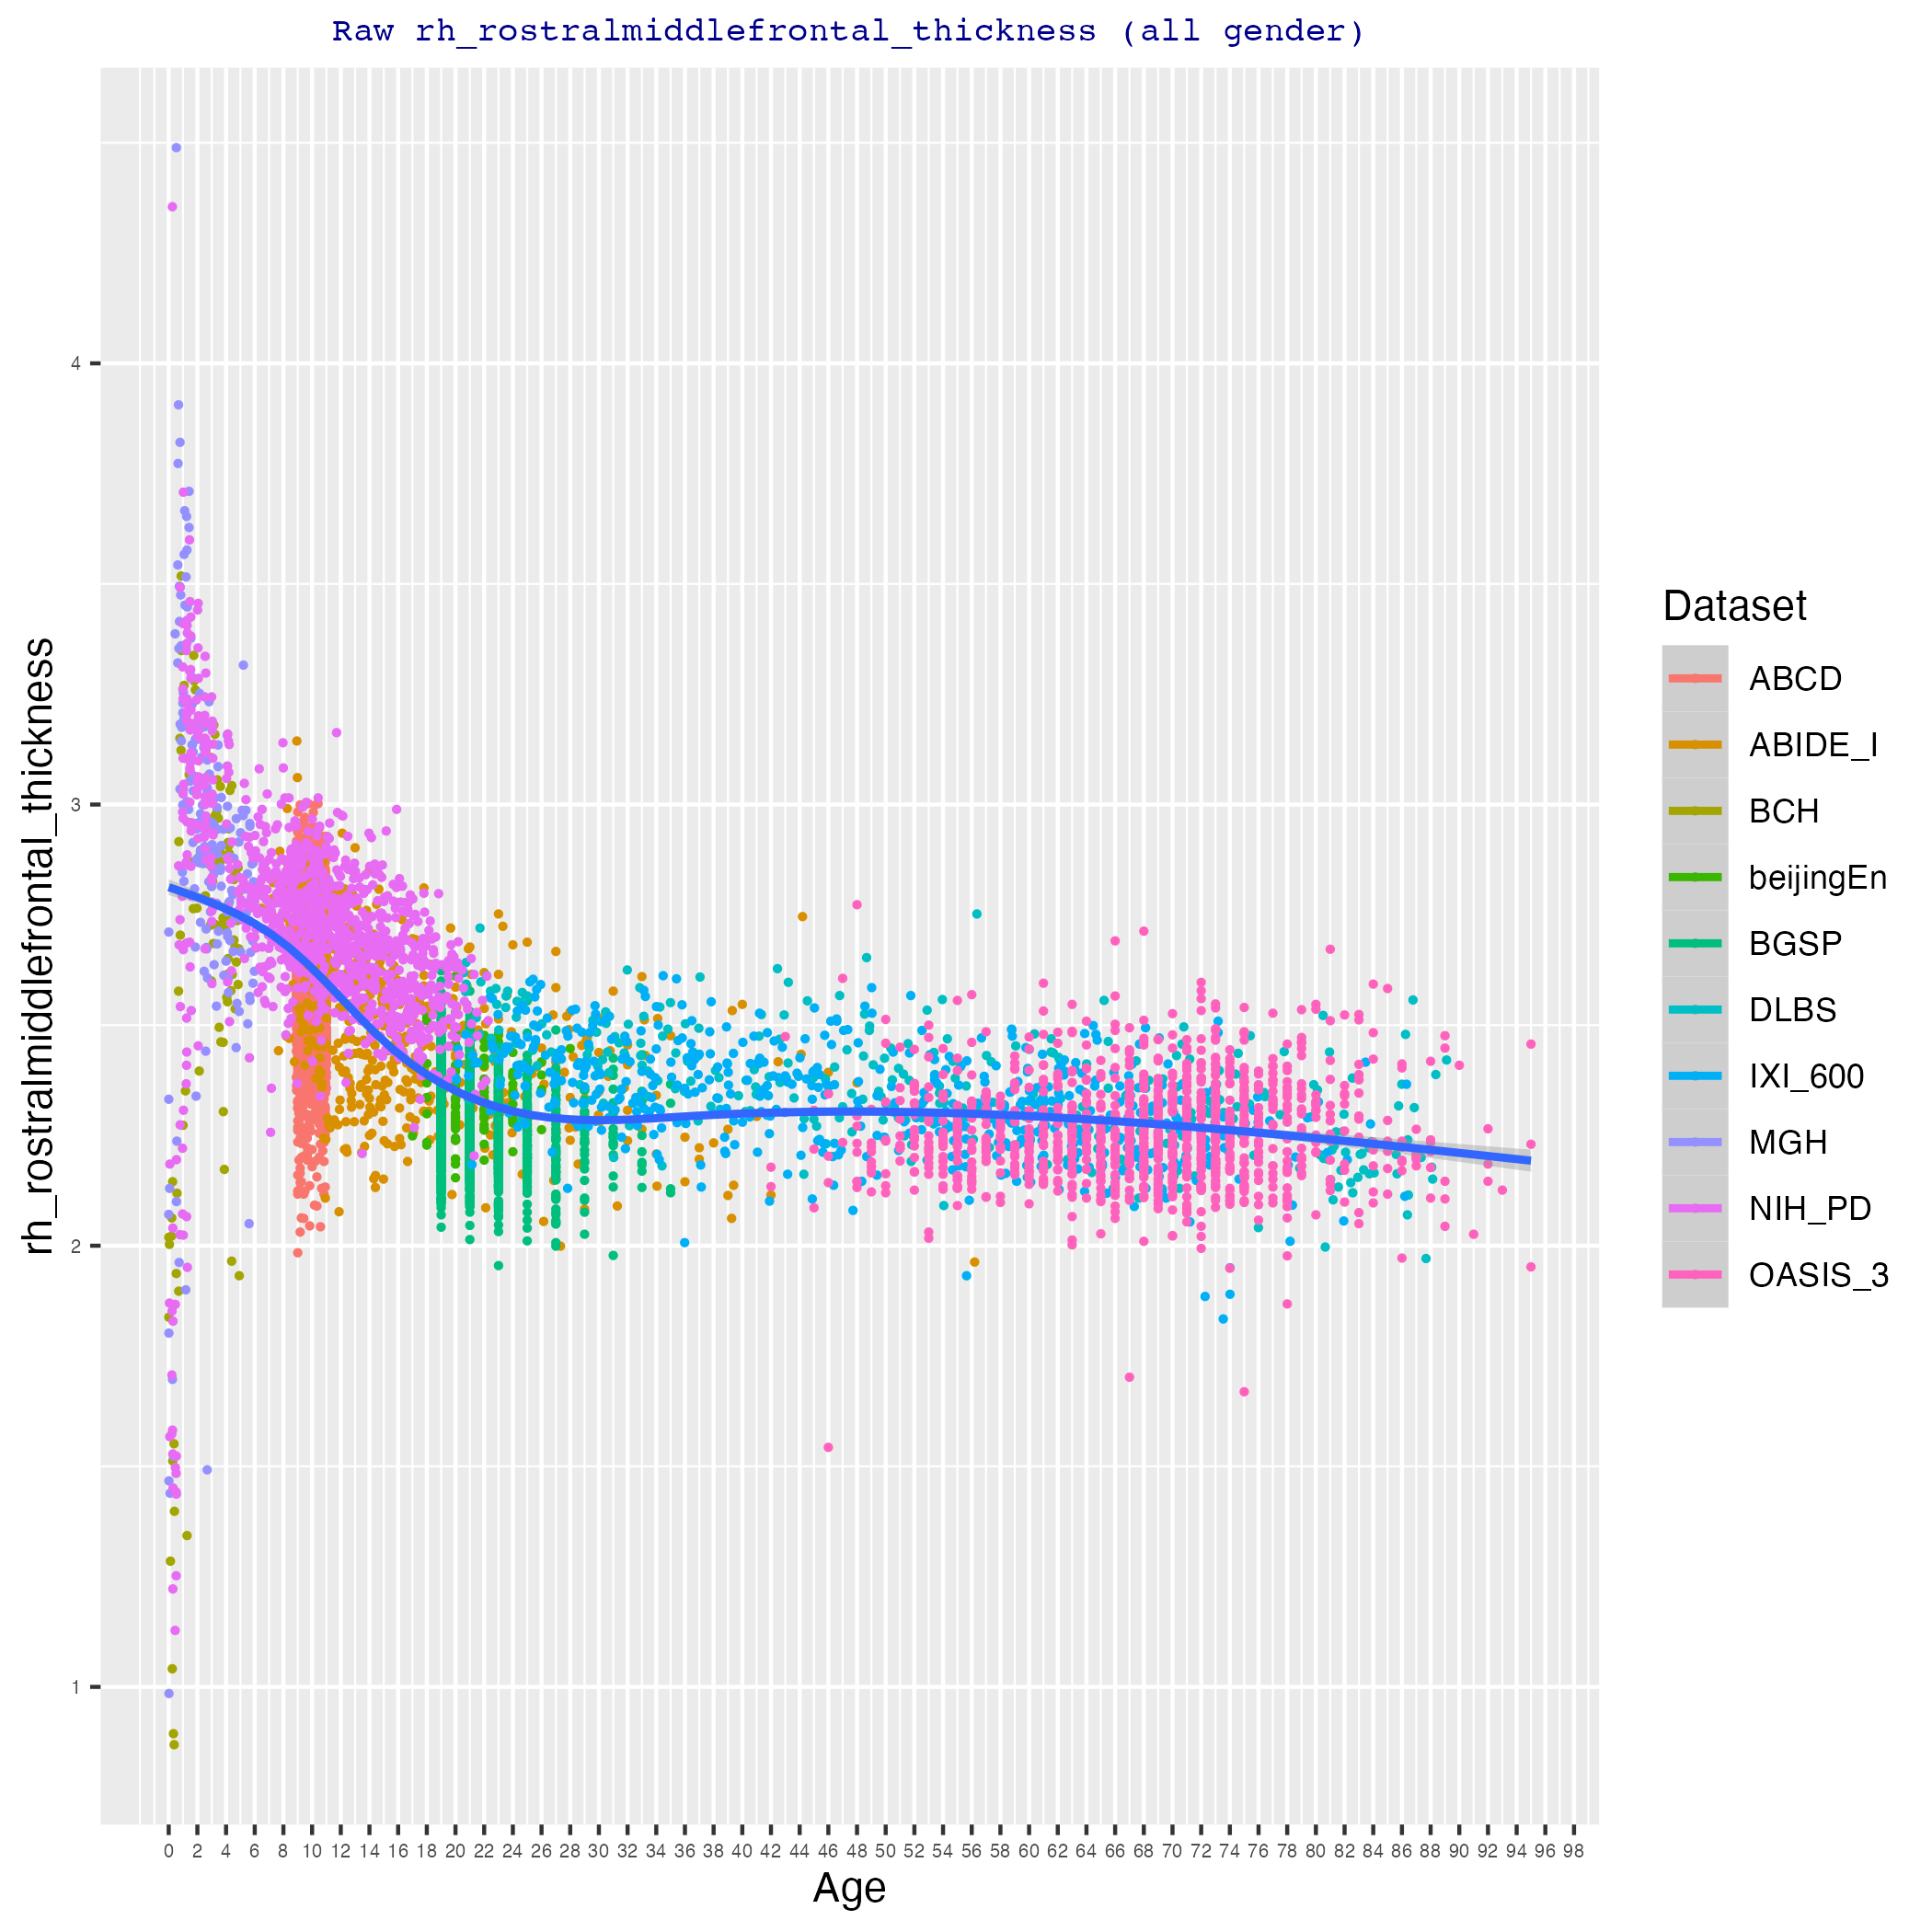 Raw rh_rostralmiddlefrontal_thickness (all gender)
rh_rostralmiddlefrontal_thickness
4
3
2
1
0 2 4 6 8 10 12 14 16 18 20 22 24 26 28 30 32 34 36 38 40 42 44 46 48 50 52 54 56 58 60 62 64 66 68 70 72 74 76 78 80 82 84 86 88 90 92 94 96 98
Age
Dataset
ABCD
ABIDE_I
BCH
beijingEn
BGSP
DLBS
IXI_600
MGH
NIH_PD
OASIS_3